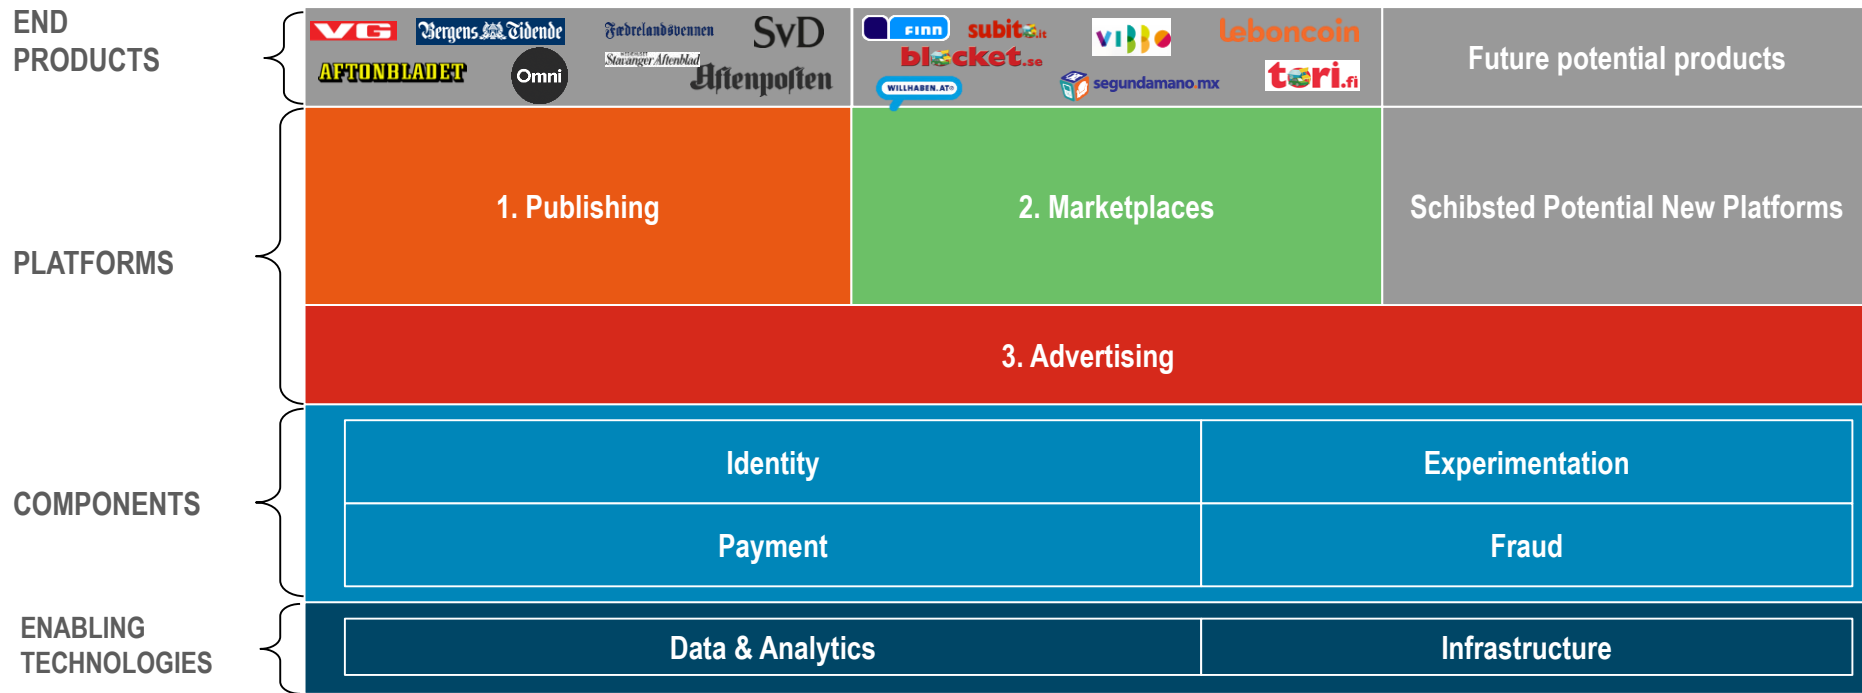 END
PRODUCTS
VG
Bergens Tidende
Fædrelandsvennen
SvD
AFTONBLADET
Omni
Stavanger Aftenblad
Aftenposten
FINN
subito.it
blocket.se
WILLHABEN.AT
VIBBO
segundamano.mx
leboncoin
tori.fi
Future potential products
PLATFORMS
1. Publishing
2. Marketplaces
Schibsted Potential New Platforms
3. Advertising
COMPONENTS
Identity
Experimentation
Payment
Fraud
ENABLING
TECHNOLOGIES
Data & Analytics
Infrastructure